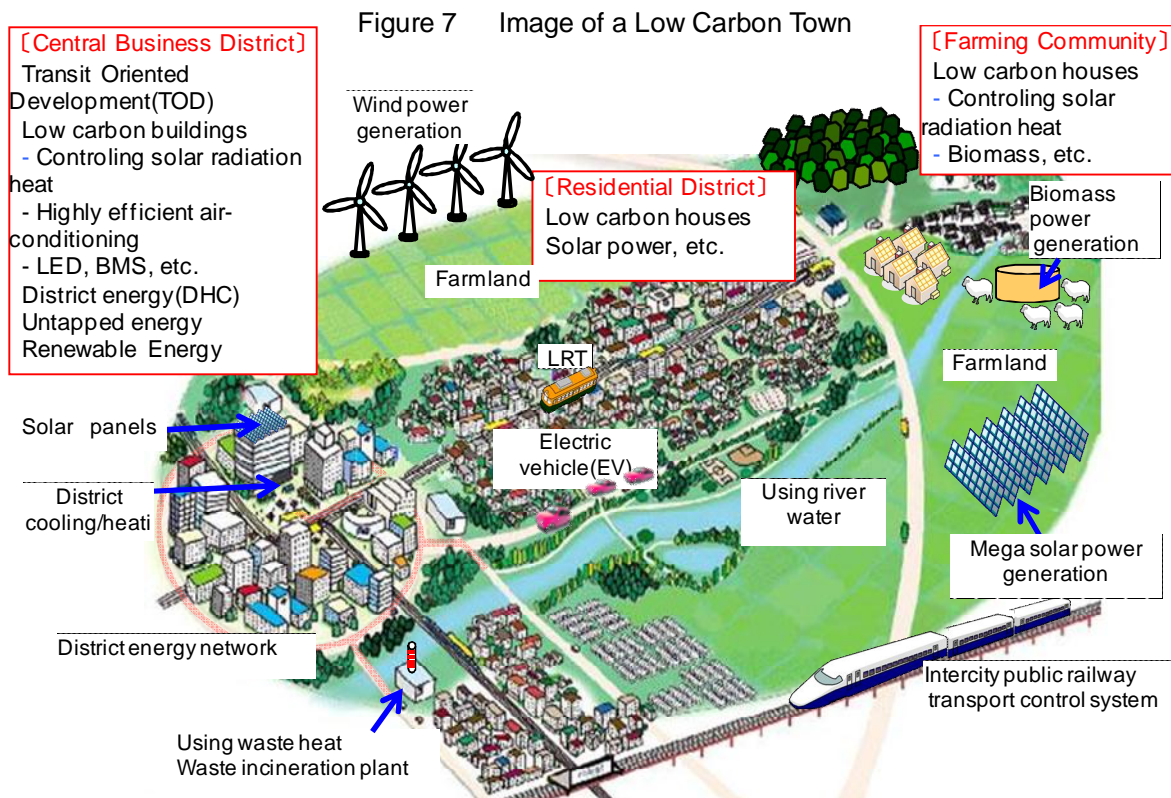 Figure 7 Image of a Low Carbon Town
〔Central Business District〕
Transit Oriented
Development(TOD)
Low carbon buildings
- Controling solar radiation
heat
- Highly efficient air-
conditioning
- LED, BMS, etc.
District energy(DHC)
Untapped energy
Renewable Energy
Wind power
generation
〔Residential District〕
Low carbon houses
Solar power, etc.
〔Farming Community〕
Low carbon houses
- Controling solar
radiation heat
- Biomass, etc.
Biomass
power
generation
Farmland
LRT
Farmland
Solar panels
Electric
vehicle(EV)
District
cooling/heati
Using river
water
Mega solar power
generation
District energy network
Intercity public railway
transport control system
Using waste heat
Waste incineration plant